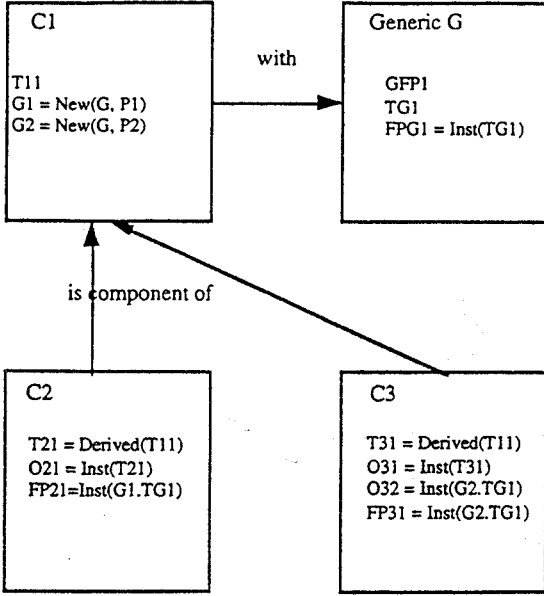 C1
T11
G1 = New(G, P1)
G2 = New(G, P2)
with
Generic G
GFP1
TG1
FPG1 = Inst(TG1)
is component of
C2
T21 = Derived(T11)
O21 = Inst(T21)
FP21=Inst(G1.TG1)
C3
T31 = Derived(T11)
O31 = Inst(T31)
O32 = Inst(G2.TG1)
FP31 = Inst(G2.TG1)